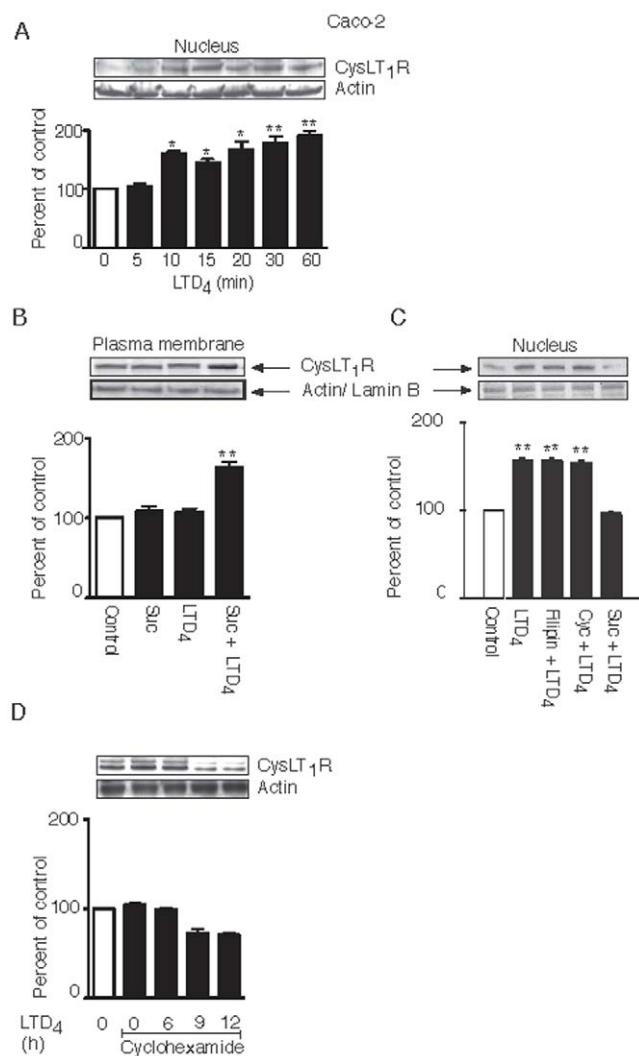 Caco-2
A
Nucleus
CysLT1R
Actin
Percent of control
200
100
0
* * * ** **
0 5 10 15 20 30 60
LTD4 (min)
B
Plasma membrane
CysLT1R
Actin/ Lamin B
Percent of control
200
100
0
**
Control
Suc
LTD4
Suc + LTD4
C
Nucleus
Percent of control
200
100
C
** ** **
Control
LTD4
Filipin + LTD4
Cyc + LTD4
Suc + LTD4
D
CysLT1R
Actin
Percent of control
200
100
0
LTD4 (h) 0 0 6 9 12
Cyclohexamide